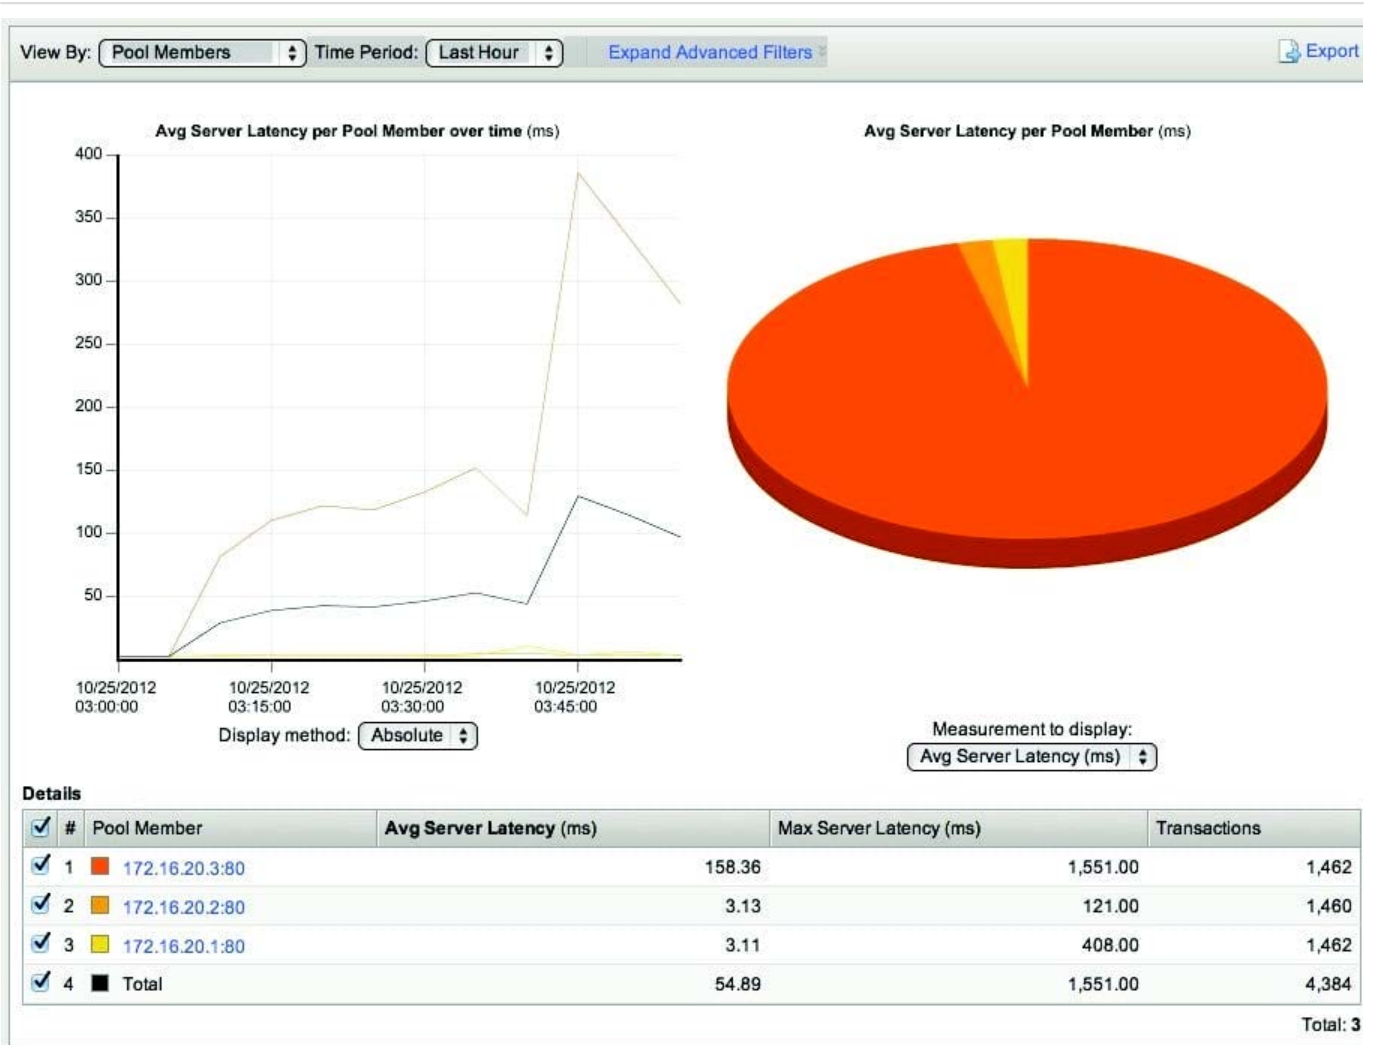 View By: Pool Members Time Period: Last Hour Expand Advanced Filters Export
Avg Server Latency per Pool Member over time (ms)
400
350
300
250
200
150
100
50
10/25/2012 10/25/2012 10/25/2012 10/25/2012
03:00:00 03:15:00 03:30:00 03:45:00
Display method: Absolute
Avg Server Latency per Pool Member (ms)
Measurement to display:
Avg Server Latency (ms)
Details
# Pool Member Avg Server Latency (ms) Max Server Latency (ms) Transactions
1 172.16.20.3:80 158.36 1,551.00 1,462
2 172.16.20.2:80 3.13 121.00 1,460
3 172.16.20.1:80 3.11 408.00 1,462
4 Total 54.89 1,551.00 4,384
Total: 3